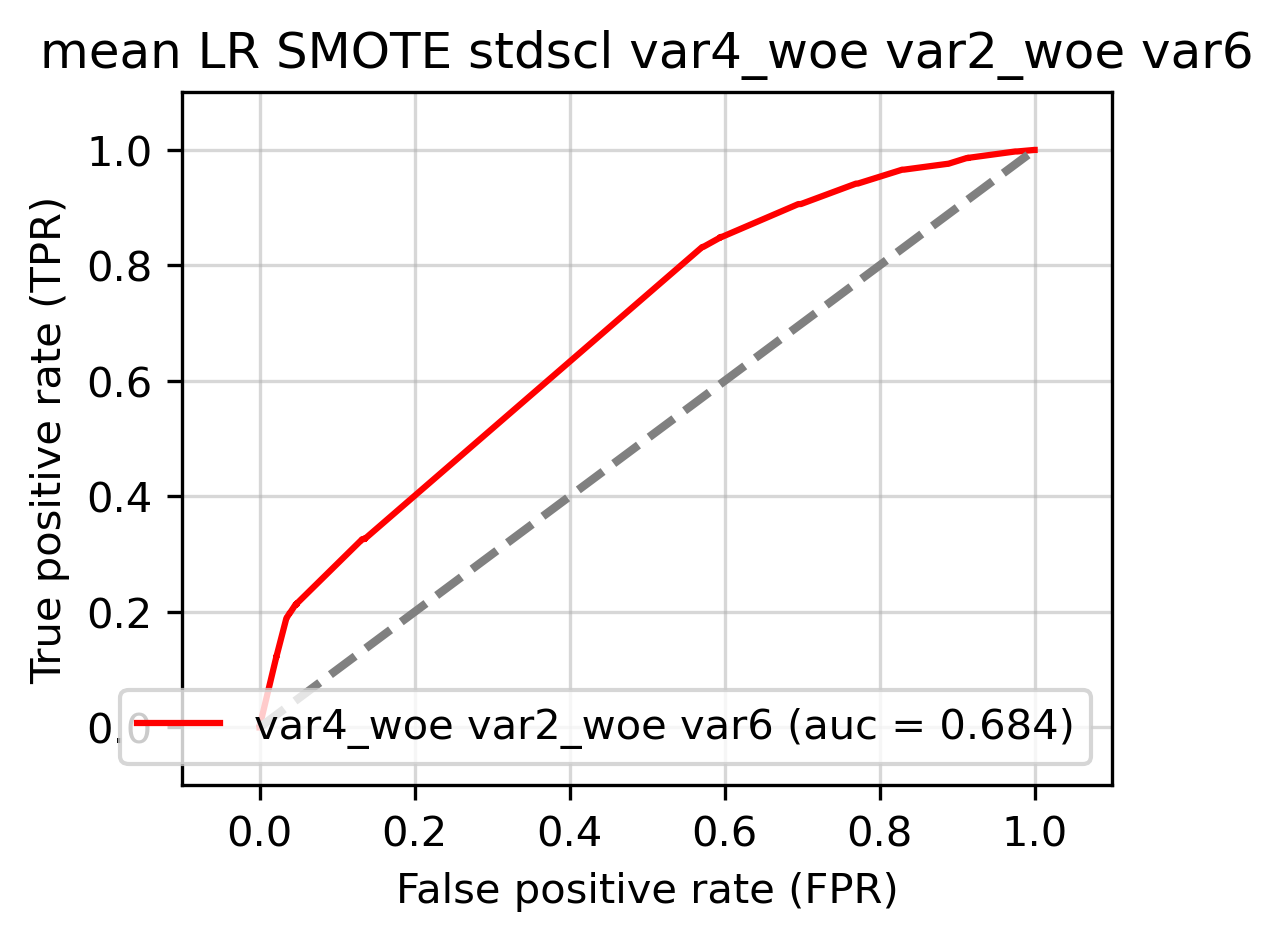 mean LR SMOTE stdscl var4_woe var2_woe var6
True positive rate (TPR)
1.0
0.8
0.6
0.4
0.2
0.0
var4_woe var2_woe var6 (auc = 0.684)
0.0 0.2 0.4 0.6 0.8 1.0
False positive rate (FPR)